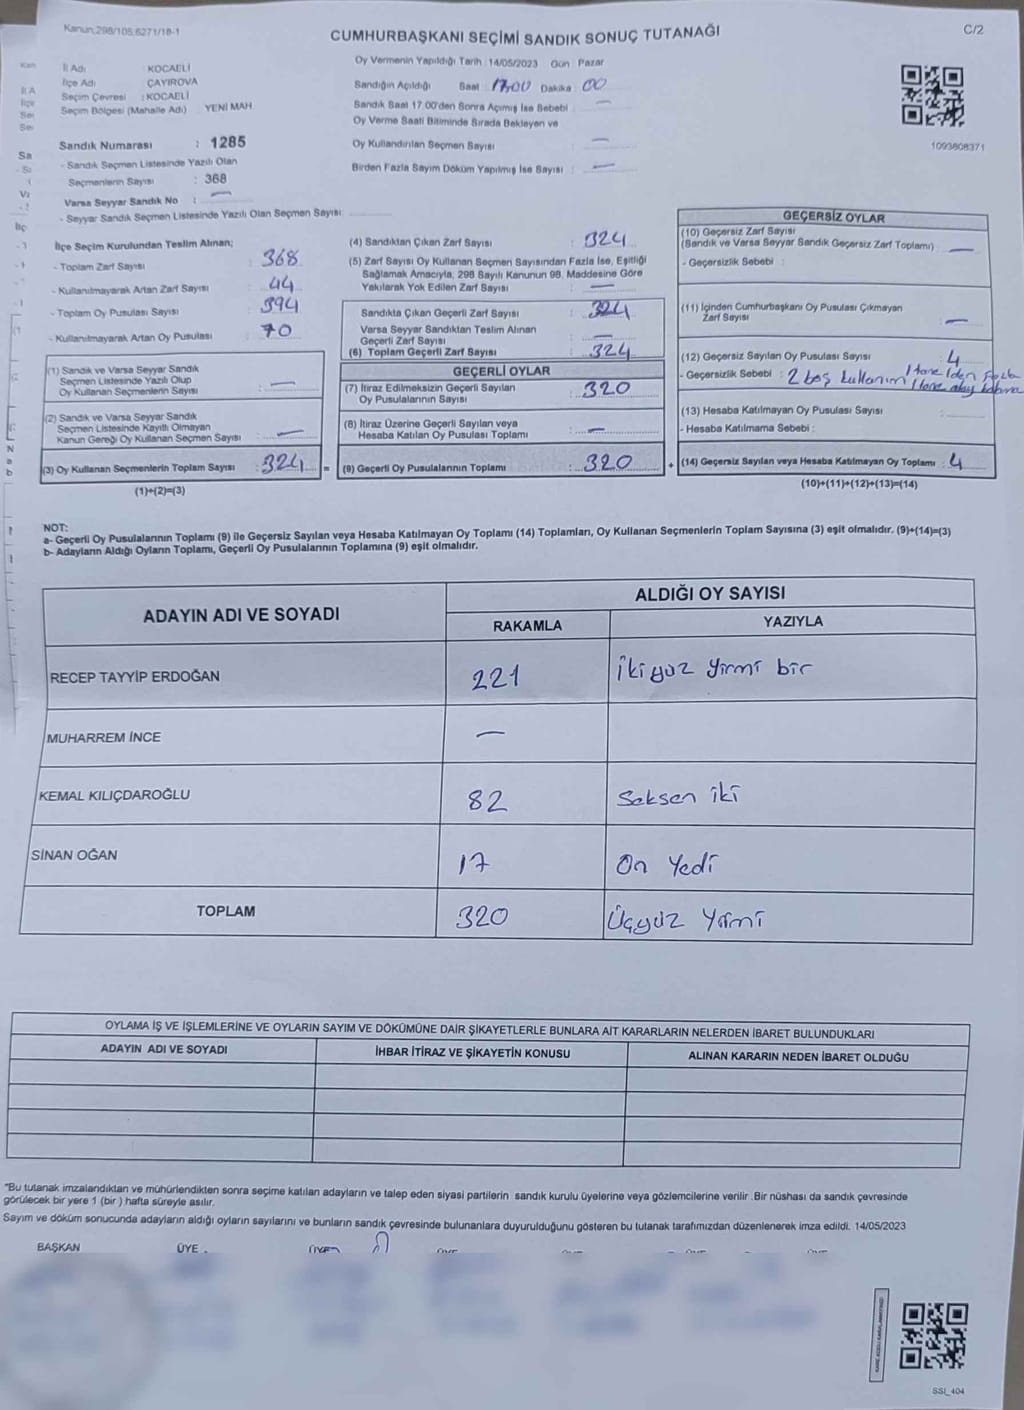 Kanun;298/105,6271/18-1
C/2
CUMHURBAŞKANI SEÇİMİ SANDIK SONUÇ TUTANAĞI
İl Adı : KOCAELİ
İlçe Adı : ÇAYIROVA
Seçim Çevresi : KOCAELİ
Seçim Bölgesi (Mahalle Adı) : YENİ MAH
Sandık Numarası : 1285
- Sandık Seçmen Listesinde Yazılı Olan
Seçmenlerin Sayısı : 368
Varsa Seyyar Sandık No : —
- Seyyar Sandık Seçmen Listesinde Yazılı Olan Seçmen Sayısı:
Oy Vermenin Yapıldığı Tarih : 14/05/2023 Gün : Pazar
Sandığın Açıldığı Saat 17:00 Dakika : 00
Sandık Saat 17:00'den Sonra Açımış İse Sebebi : —
Oy Verme Saati Bitiminde Sırada Bekleyen ve
Oy Kullandırılan Seçmen Sayısı : —
Birden Fazla Sayım Döküm Yapılmış İse Sayısı : —
1093808371
İlçe Seçim Kurulundan Teslim Alınan;
- Toplam Zarf Sayısı : 368
- Kullanılmayarak Artan Zarf Sayısı : 44
- Toplam Oy Pusulası Sayısı : 394
- Kullanılmayarak Artan Oy Pusulası : 70
(1) Sandık ve Varsa Seyyar Sandık
Seçmen Listesinde Yazılı Olup
Oy Kullanan Seçmenlerin Sayısı : —
(2) Sandık ve Varsa Seyyar Sandık
Seçmen Listesinde Kayıtlı Olmayan
Kanun Gereği Oy Kullanan Seçmen Sayısı : —
(3) Oy Kullanan Seçmenlerin Toplam Sayısı : 324 =
(1)+(2)=(3)
(4) Sandıktan Çıkan Zarf Sayısı : 324
(5) Zarf Sayısı Oy Kullanan Seçmen Sayısından Fazla İse, Eşitliği
Sağlamak Amacıyla, 298 Sayılı Kanunun 98. Maddesine Göre
Yakılarak Yok Edilen Zarf Sayısı : —
Sandıkta Çıkan Geçerli Zarf Sayısı : 324
Varsa Seyyar Sandıktan Teslim Alınan
Geçerli Zarf Sayısı : —
(6) Toplam Geçerli Zarf Sayısı : 324
GEÇERLİ OYLAR
(7) İtiraz Edilmeksizin Geçerli Sayılan
Oy Pusulalarının Sayısı : 320
(8) İtiraz Üzerine Geçerli Sayılan veya
Hesaba Katılan Oy Pusulası Toplamı : —
(9) Geçerli Oy Pusulalarının Toplamı : 320 +
GEÇERSİZ OYLAR
(10) Geçersiz Zarf Sayısı
(Sandık ve Varsa Seyyar Sandık Geçersiz Zarf Toplamı) : —
- Geçersizlik Sebebi :
(11) İçinden Cumhurbaşkanı Oy Pusulası Çıkmayan
Zarf Sayısı : —
(12) Geçersiz Sayılan Oy Pusulası Sayısı : 4
- Geçersizlik Sebebi : 2 boş kullanım 1 tane 1den fazla
1 tane
(13) Hesaba Katılmayan Oy Pusulası Sayısı :
- Hesaba Katılmama Sebebi :
(14) Geçersiz Sayılan veya Hesaba Katılmayan Oy Toplamı : 4
(10)+(11)+(12)+(13)=(14)
NOT:
a- Geçerli Oy Pusulalarının Toplamı (9) ile Geçersiz Sayılan veya Hesaba Katılmayan Oy Toplamı (14) Toplamları, Oy Kullanan Seçmenlerin Toplam Sayısına (3) eşit olmalıdır. (9)+(14)=(3)
b- Adayların Aldığı Oyların Toplamı, Geçerli Oy Pusulalarının Toplamına (9) eşit olmalıdır.
ADAYIN ADI VE SOYADI
ALDIĞI OY SAYISI
RAKAMLA YAZIYLA
RECEP TAYYİP ERDOĞAN 221 İkiyüz yirmi bir
MUHARREM İNCE —
KEMAL KILIÇDAROĞLU 82 Seksen iki
SİNAN OĞAN 17 On Yedi
TOPLAM 320 Üçyüz Yirmi
OYLAMA İŞ VE İŞLEMLERİNE VE OYLARIN SAYIM VE DÖKÜMÜNE DAİR ŞİKAYETLERLE BUNLARA AİT KARARLARIN NELERDEN İBARET BULUNDUKLARI
ADAYIN ADI VE SOYADI İHBAR İTİRAZ VE ŞİKAYETİN KONUSU ALINAN KARARIN NEDEN İBARET OLDUĞU
"Bu tutanak imzalandıktan ve mühürlendikten sonra seçime katılan adayların ve talep eden siyasi partilerin sandık kurulu üyelerine veya gözlemcilerine verilir .Bir nüshası da sandık çevresinde
görülecek bir yere 1 (bir ) hafta süreyle asılır.
Sayım ve döküm sonucunda adayların aldığı oyların sayılarını ve bunların sandık çevresinde bulunanlara duyurulduğunu gösteren bu tutanak tarafımızdan düzenlenerek imza edildi. 14/05/2023
BAŞKAN ÜYE
SSI_404